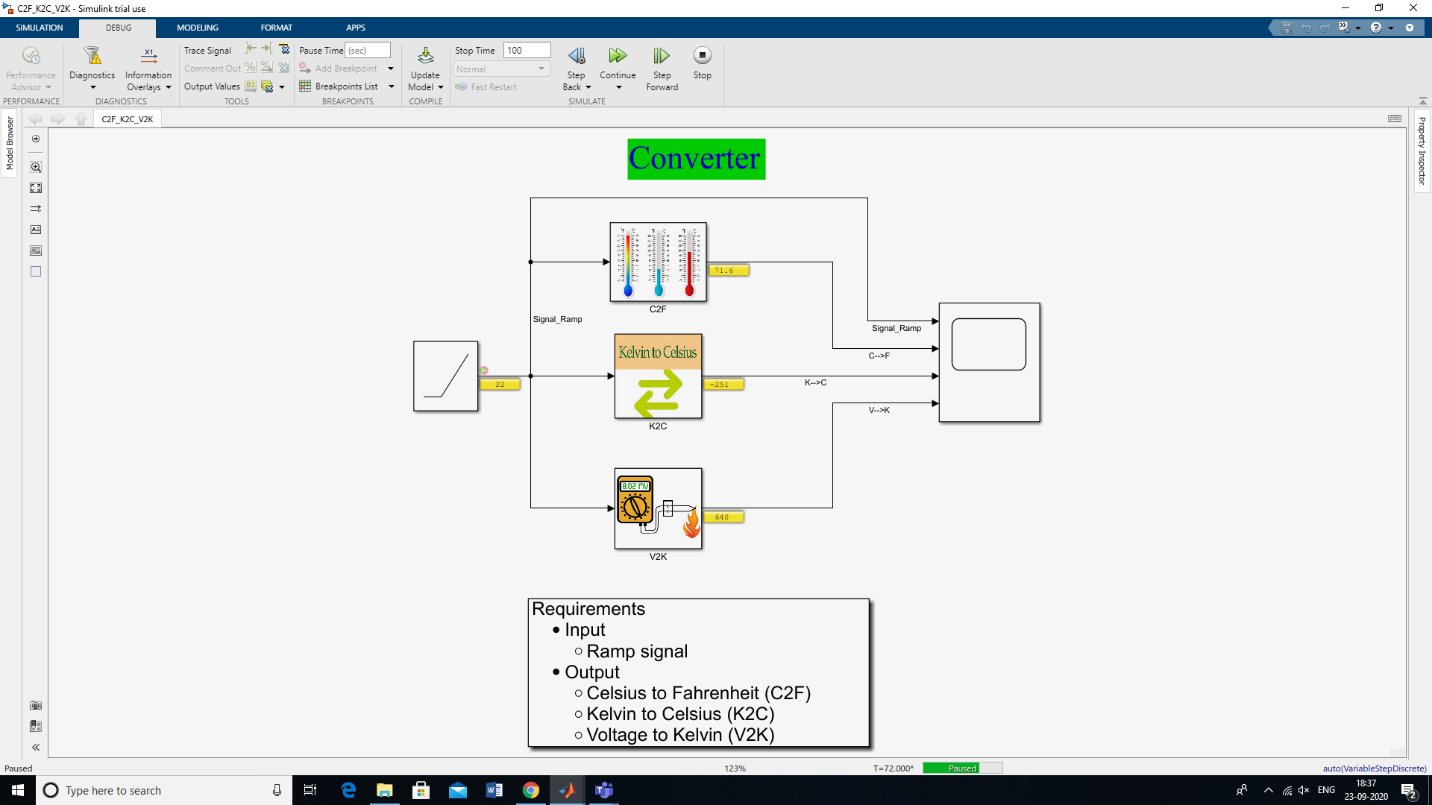 C2F_K2C_V2K - Simulink trial use
SIMULATION DEBUG MODELING FORMAT APPS
Performance Advisor
PERFORMANCE
Diagnostics
Information Overlays
DIAGNOSTICS
Trace Signal
Comment Out
Output Values
TOOLS
Pause Time (sec)
Add Breakpoint
Breakpoints List
BREAKPOINTS
Update Model
COMPILE
Stop Time 100
Normal
Fast Restart
Step Back
Continue
Step Forward
Stop
SIMULATE
C2F_K2C_V2K
Model Browser
Property Inspector
Converter
71.6
C2F
Signal_Ramp
Signal_Ramp
C-->F
Kelvin to Celsius
22
-251
K-->C
K2C
V-->K
8.02 mV
640
V2K
Requirements
• Input
○ Ramp signal
• Output
○ Celsius to Fahrenheit (C2F)
○ Kelvin to Celsius (K2C)
○ Voltage to Kelvin (V2K)
Paused
123%
T=72.000*
Paused
auto(VariableStepDiscrete)
Type here to search
ENG
18:37
23-09-2020
2